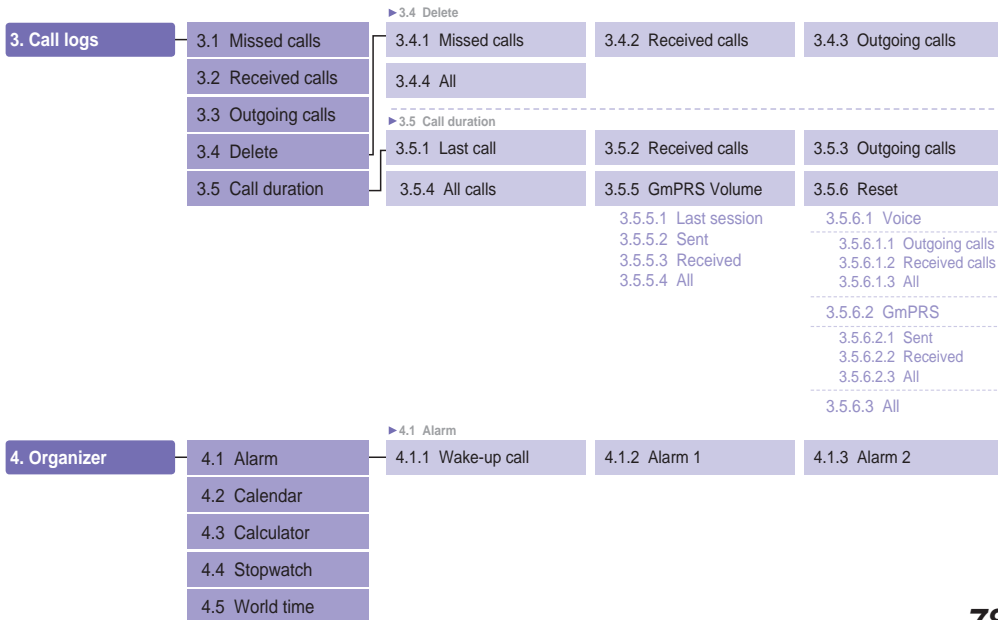 ►3.4 Delete
3. Call logs
3.1 Missed calls
3.4.1 Missed calls
3.4.2 Received calls
3.4.3 Outgoing calls
3.2 Received calls
3.4.4 All
3.3 Outgoing calls
►3.5 Call duration
3.4 Delete
3.5.1 Last call
3.5.2 Received calls
3.5.3 Outgoing calls
3.5 Call duration
3.5.4 All calls
3.5.5 GmPRS Volume
3.5.6 Reset
3.5.5.1 Last session
3.5.5.2 Sent
3.5.5.3 Received
3.5.5.4 All
3.5.6.1 Voice
3.5.6.1.1 Outgoing calls
3.5.6.1.2 Received calls
3.5.6.1.3 All
3.5.6.2 GmPRS
3.5.6.2.1 Sent
3.5.6.2.2 Received
3.5.6.2.3 All
3.5.6.3 All
►4.1 Alarm
4. Organizer
4.1 Alarm
4.1.1 Wake-up call
4.1.2 Alarm 1
4.1.3 Alarm 2
4.2 Calendar
4.3 Calculator
4.4 Stopwatch
4.5 World time